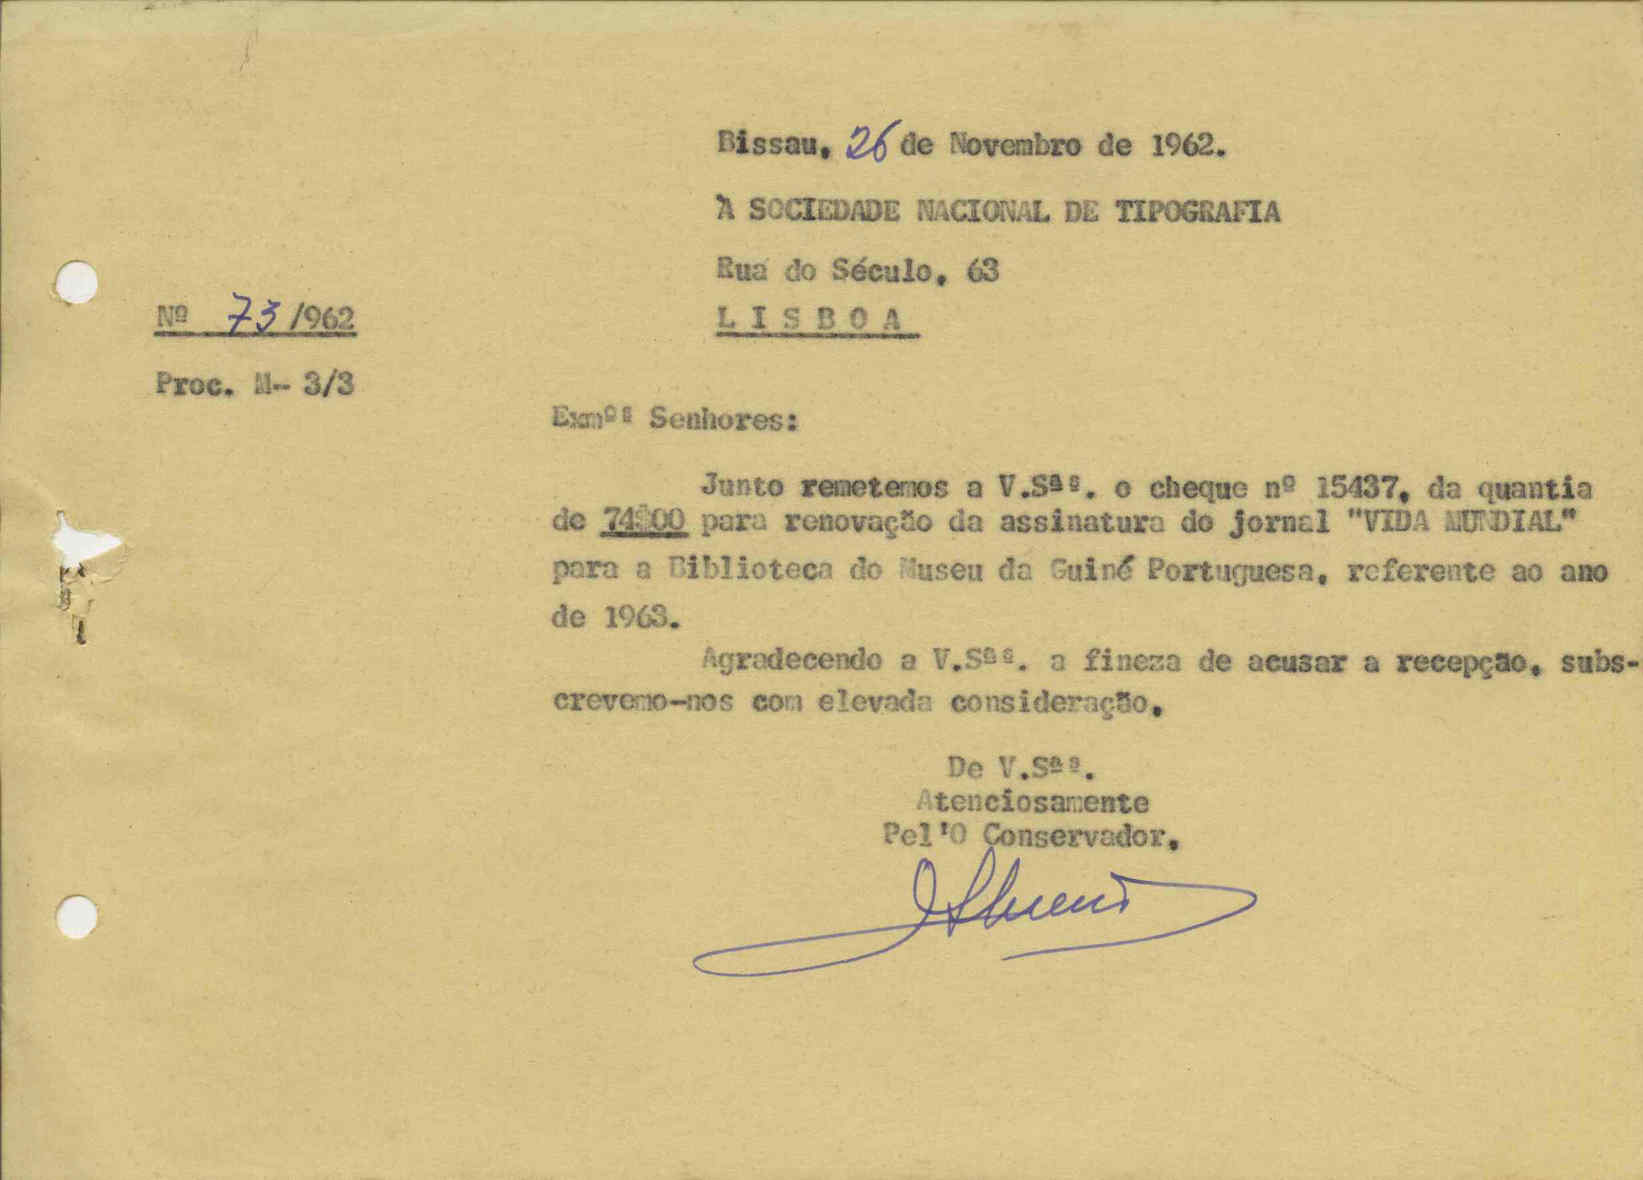 Bissau, 26 de Novembro de 1962.
À SOCIEDADE NACIONAL DE TIPOGRAFIA
Rua do Século, 63
LISBOA
Nº 73/962
Proc. M- 3/3
Exmºˢ Senhores:
Junto remetemos a V.Sªˢ. o cheque nº 15437, da quantia
de 74$00 para renovação da assinatura do jornal "VIDA MUNDIAL"
para a Biblioteca do Museu da Guiné Portuguesa, referente ao ano
de 1963.
Agradecendo a V.Sªˢ. a fineza de acusar a recepção, subs-
crevemo-nos com elevada consideração.
De V.Sªˢ.
Atenciosamente
Pel'O Conservador,